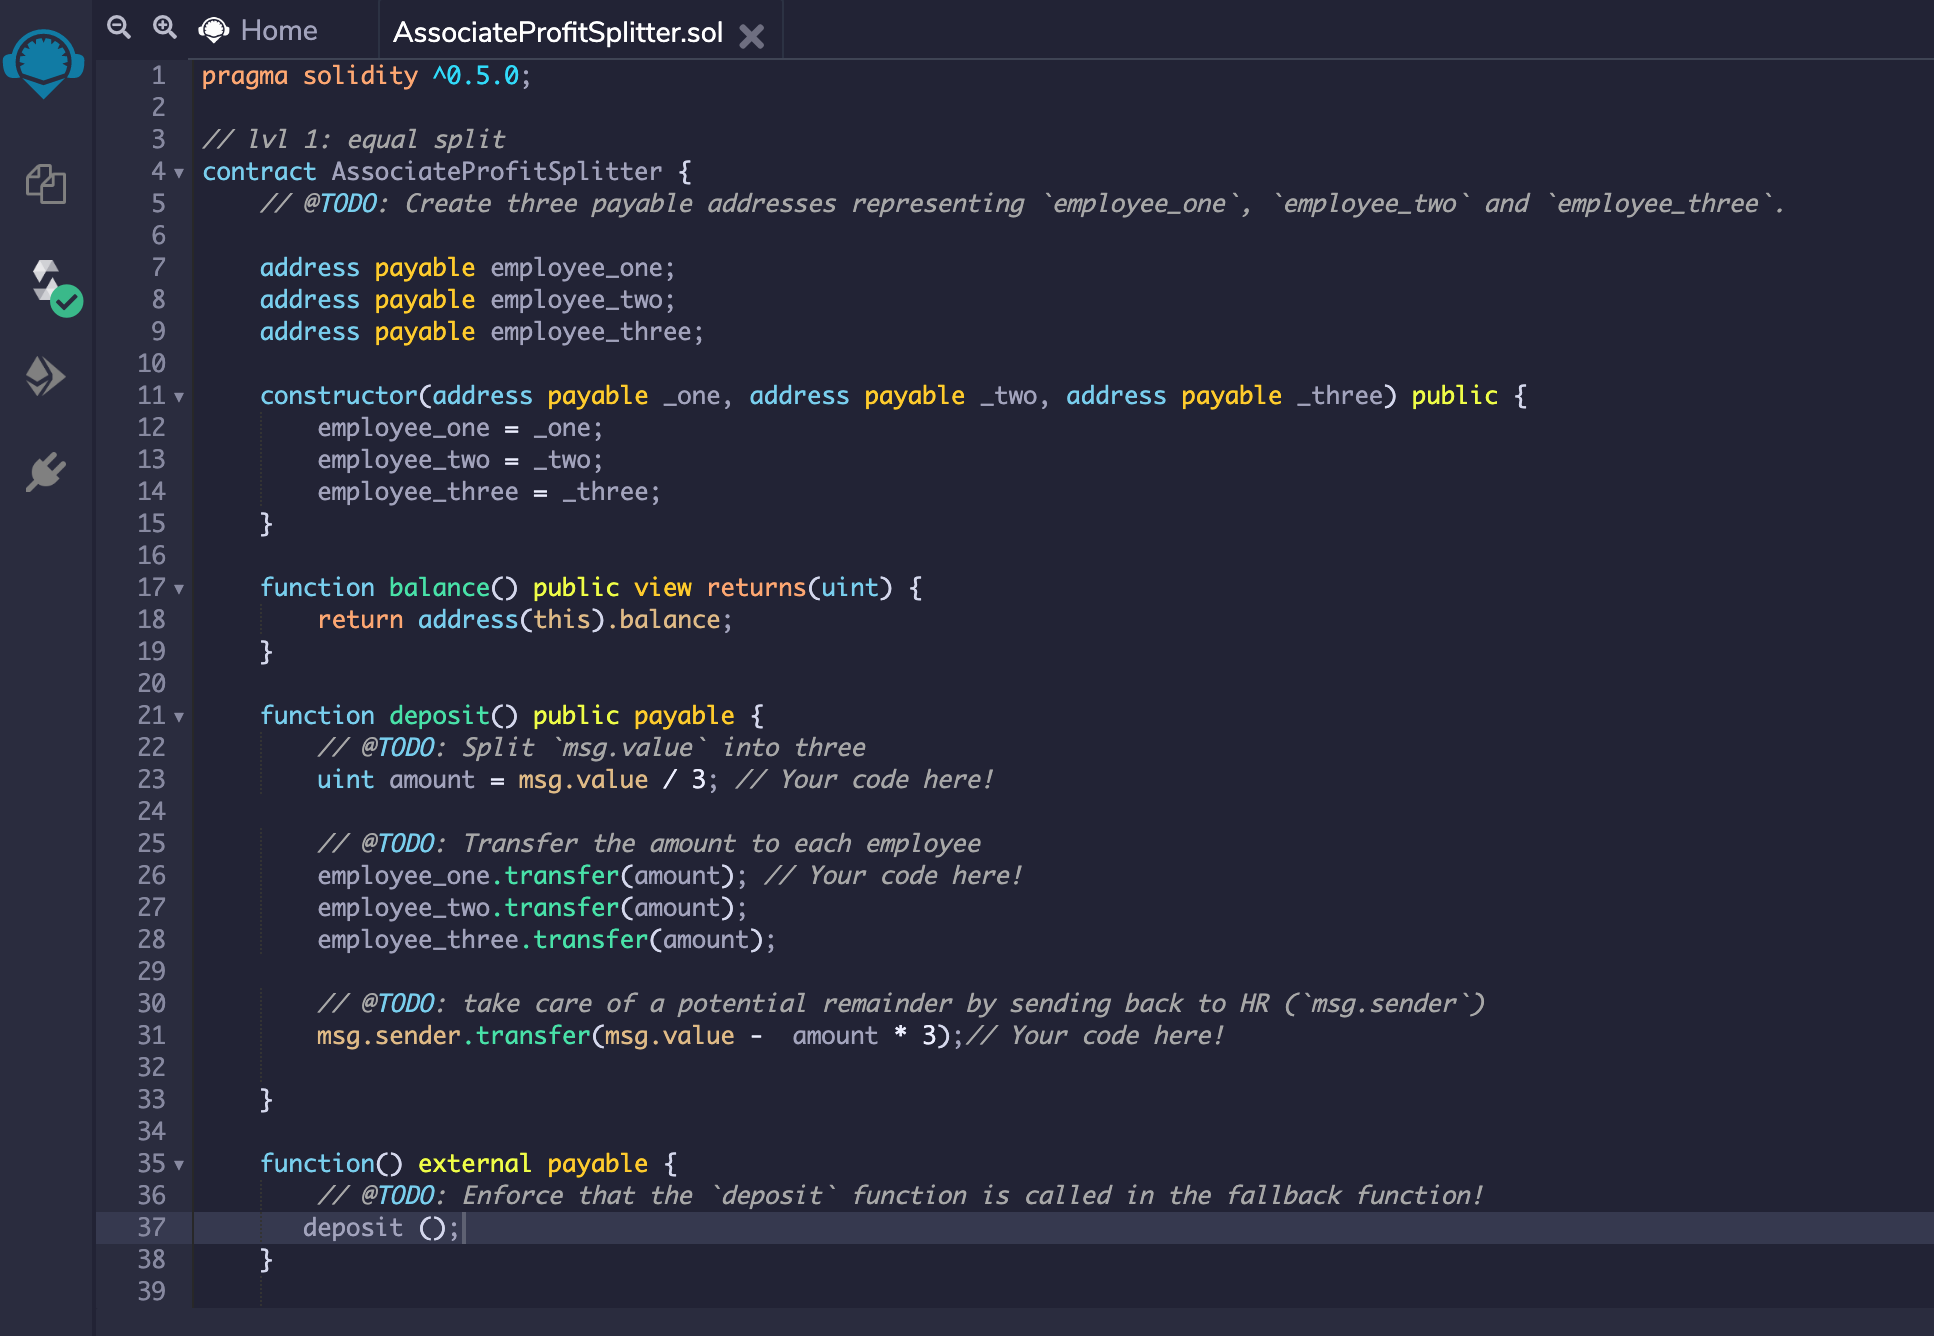 Home
AssociateProfitSplitter.sol
1 pragma solidity ^0.5.0;
2
3 // lvl 1: equal split
4 contract AssociateProfitSplitter {
5     // @TODO: Create three payable addresses representing `employee_one`, `employee_two` and `employee_three`.
6
7     address payable employee_one;
8     address payable employee_two;
9     address payable employee_three;
10
11     constructor(address payable _one, address payable _two, address payable _three) public {
12         employee_one = _one;
13         employee_two = _two;
14         employee_three = _three;
15     }
16
17     function balance() public view returns(uint) {
18         return address(this).balance;
19     }
20
21     function deposit() public payable {
22         // @TODO: Split `msg.value` into three
23         uint amount = msg.value / 3; // Your code here!
24
25         // @TODO: Transfer the amount to each employee
26         employee_one.transfer(amount); // Your code here!
27         employee_two.transfer(amount);
28         employee_three.transfer(amount);
29
30         // @TODO: take care of a potential remainder by sending back to HR (`msg.sender`)
31         msg.sender.transfer(msg.value -  amount * 3);// Your code here!
32
33     }
34
35     function() external payable {
36         // @TODO: Enforce that the `deposit` function is called in the fallback function!
37        deposit ();
38     }
39